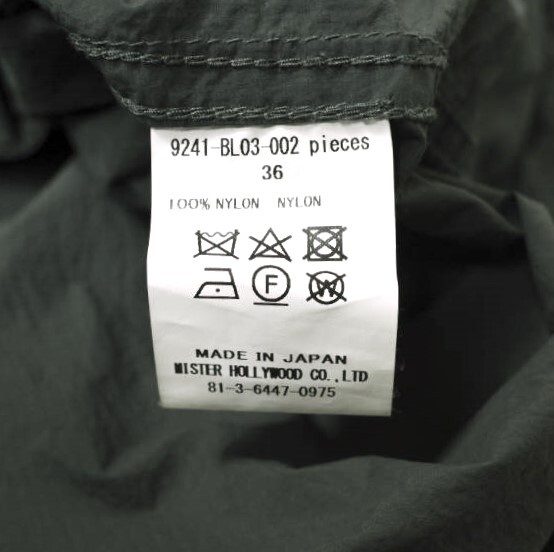 9241-BL03-002 pieces
36
100% NYLON NYLON
F
W
MADE IN JAPAN
MISTER HOLLYWOOD CO.,LTD
81-3-6447-0975